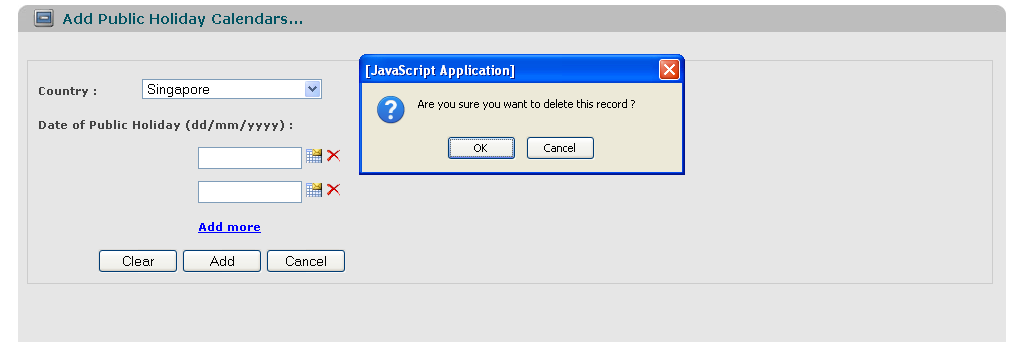 Add Public Holiday Calendars...
[JavaScript Application]
Are you sure you want to delete this record ?
OK
Cancel
Country :
Singapore
Date of Public Holiday (dd/mm/yyyy) :
Add more
Clear
Add
Cancel